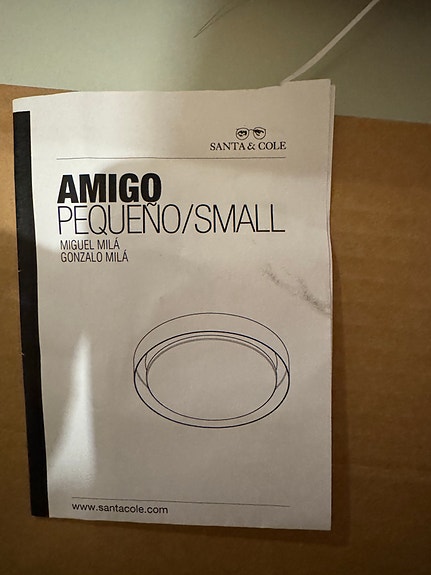 SANTA & COLE
AMIGO
PEQUEÑO/SMALL
MIGUEL MILÁ
GONZALO MILÁ
www.santacole.com